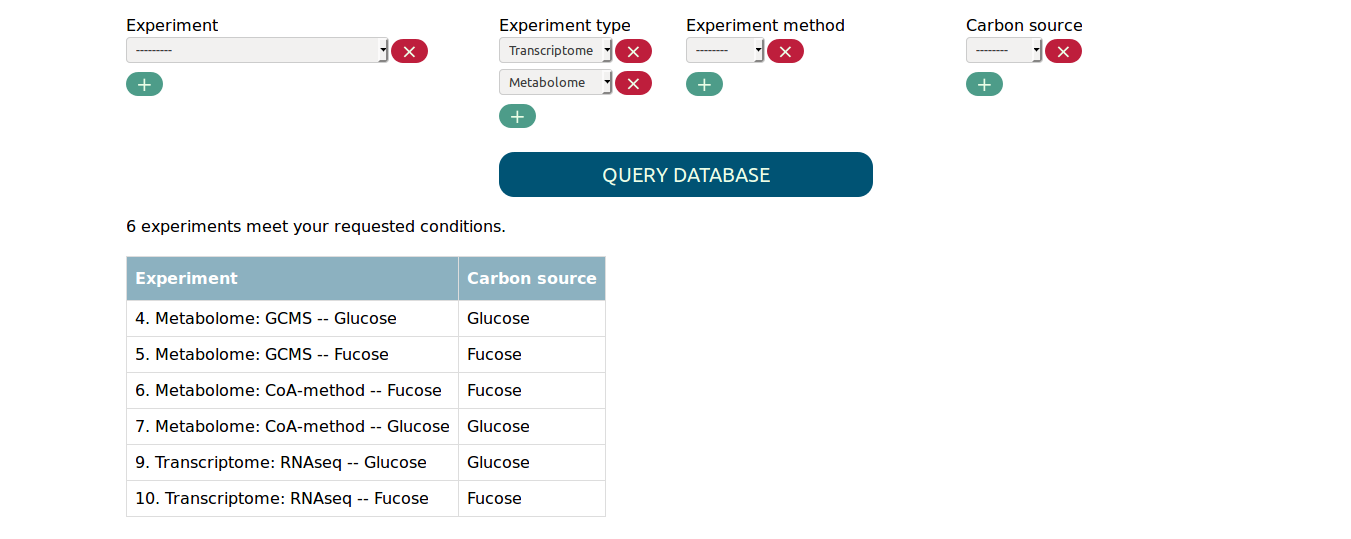 Experiment Experiment type Experiment method Carbon source
--------- Transcriptome -------- --------
Metabolome
QUERY DATABASE
6 experiments meet your requested conditions.
Experiment Carbon source
4. Metabolome: GCMS -- Glucose Glucose
5. Metabolome: GCMS -- Fucose Fucose
6. Metabolome: CoA-method -- Fucose Fucose
7. Metabolome: CoA-method -- Glucose Glucose
9. Transcriptome: RNAseq -- Glucose Glucose
10. Transcriptome: RNAseq -- Fucose Fucose